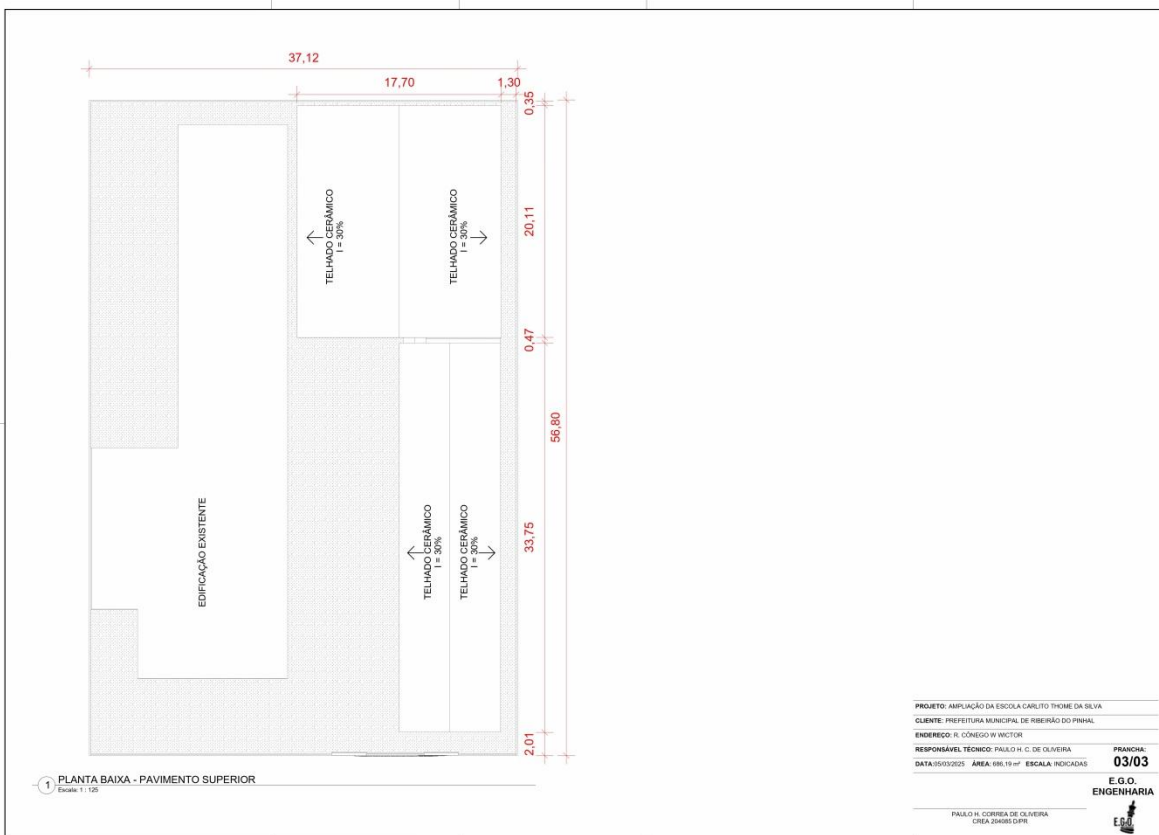 37,12
17,70
1,30
0,35
TELHADO CERÂMICO
I = 30%
TELHADO CERÂMICO
I = 30%
20,11
0,47
56,80
EDIFICAÇÃO EXISTENTE
TELHADO CERÂMICO
I = 30%
TELHADO CERÂMICO
I = 30%
33,75
2,01
1 PLANTA BAIXA - PAVIMENTO SUPERIOR
Escala: 1 : 125
PROJETO: AMPLIAÇÃO DA ESCOLA CARLITO THOME DA SILVA
CLIENTE: PREFEITURA MUNICIPAL DE RIBEIRÃO DO PINHAL
ENDEREÇO: R. CÔNEGO W WICTOR
RESPONSÁVEL TÉCNICO: PAULO H. C. DE OLIVEIRA
PRANCHA:
DATA:05/03/2025 ÁREA: 686,19 m² ESCALA: INDICADAS
03/03
E.G.O.
ENGENHARIA
PAULO H. CORREA DE OLIVEIRA
CREA 204985 D/PR
E.G.O.